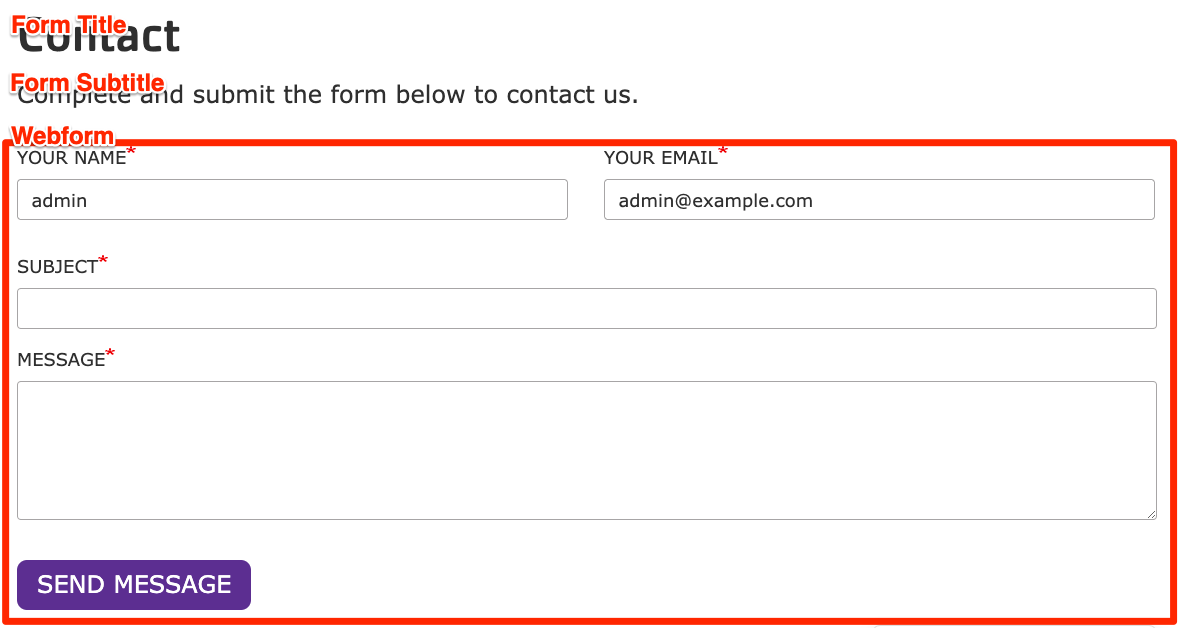 Form Title
Contact
Form Subtitle
Complete and submit the form below to contact us.
Webform
YOUR NAME* YOUR EMAIL*
admin admin@example.com
SUBJECT*
MESSAGE*
SEND MESSAGE